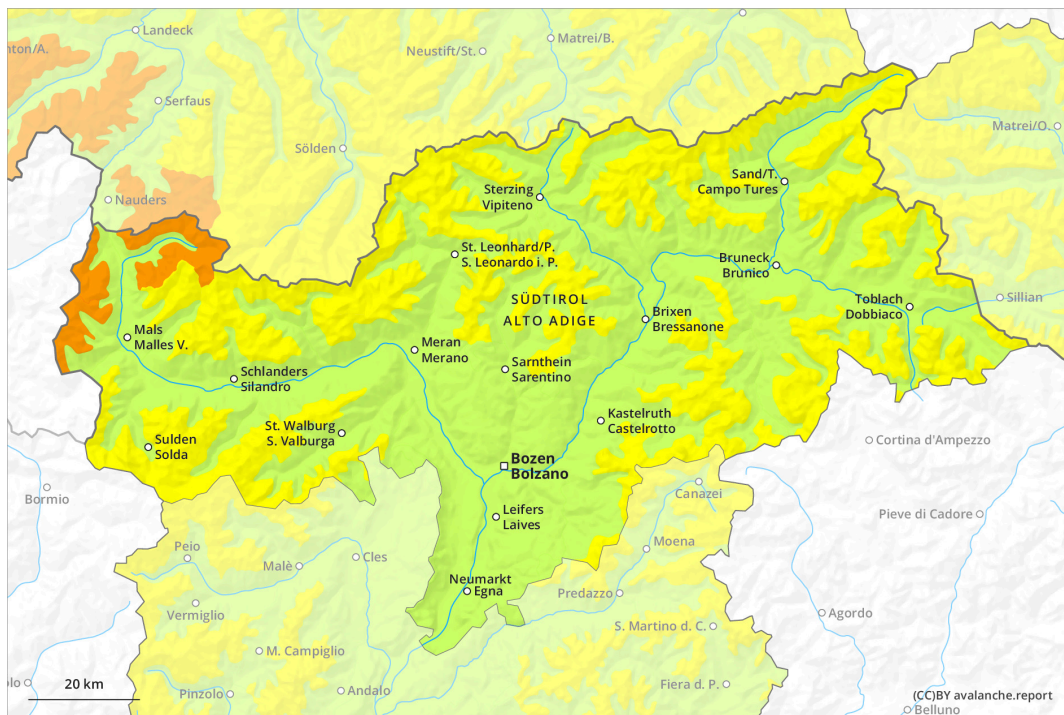 Landeck
Matrei/B.
nton/A.
Neustift/St.
Serfaus
Matrei/O.
Sölden
Sand/T.
Campo Tures
Sterzing
Vipiteno
Nauders
St. Leonhard/P.
S. Leonardo i. P.
Bruneck
Brunico
SÜDTIROL
ALTO ADIGE
Toblach
Dobbiaco
Sillian
Brixen
Bressanone
Mals
Malles V.
Meran
Merano
Schlanders
Silandro
Sarnthein
Sarentino
Kastelruth
Castelrotto
St. Walburg
S. Valburga
Sulden
Solda
Cortina d'Ampezzo
Bozen
Bolzano
Bormio
Canazei
Leifers
Laives
Pieve di Cadore
Peio
Moena
Cles
Malè
Neumarkt
Egna
Predazzo
Vermiglio
Agordo
S. Martino d. C.
M. Campiglio
20 km
olo
Pinzolo
Andalo
Fiera d. P.
(CC)BY avalanche.report
Belluno